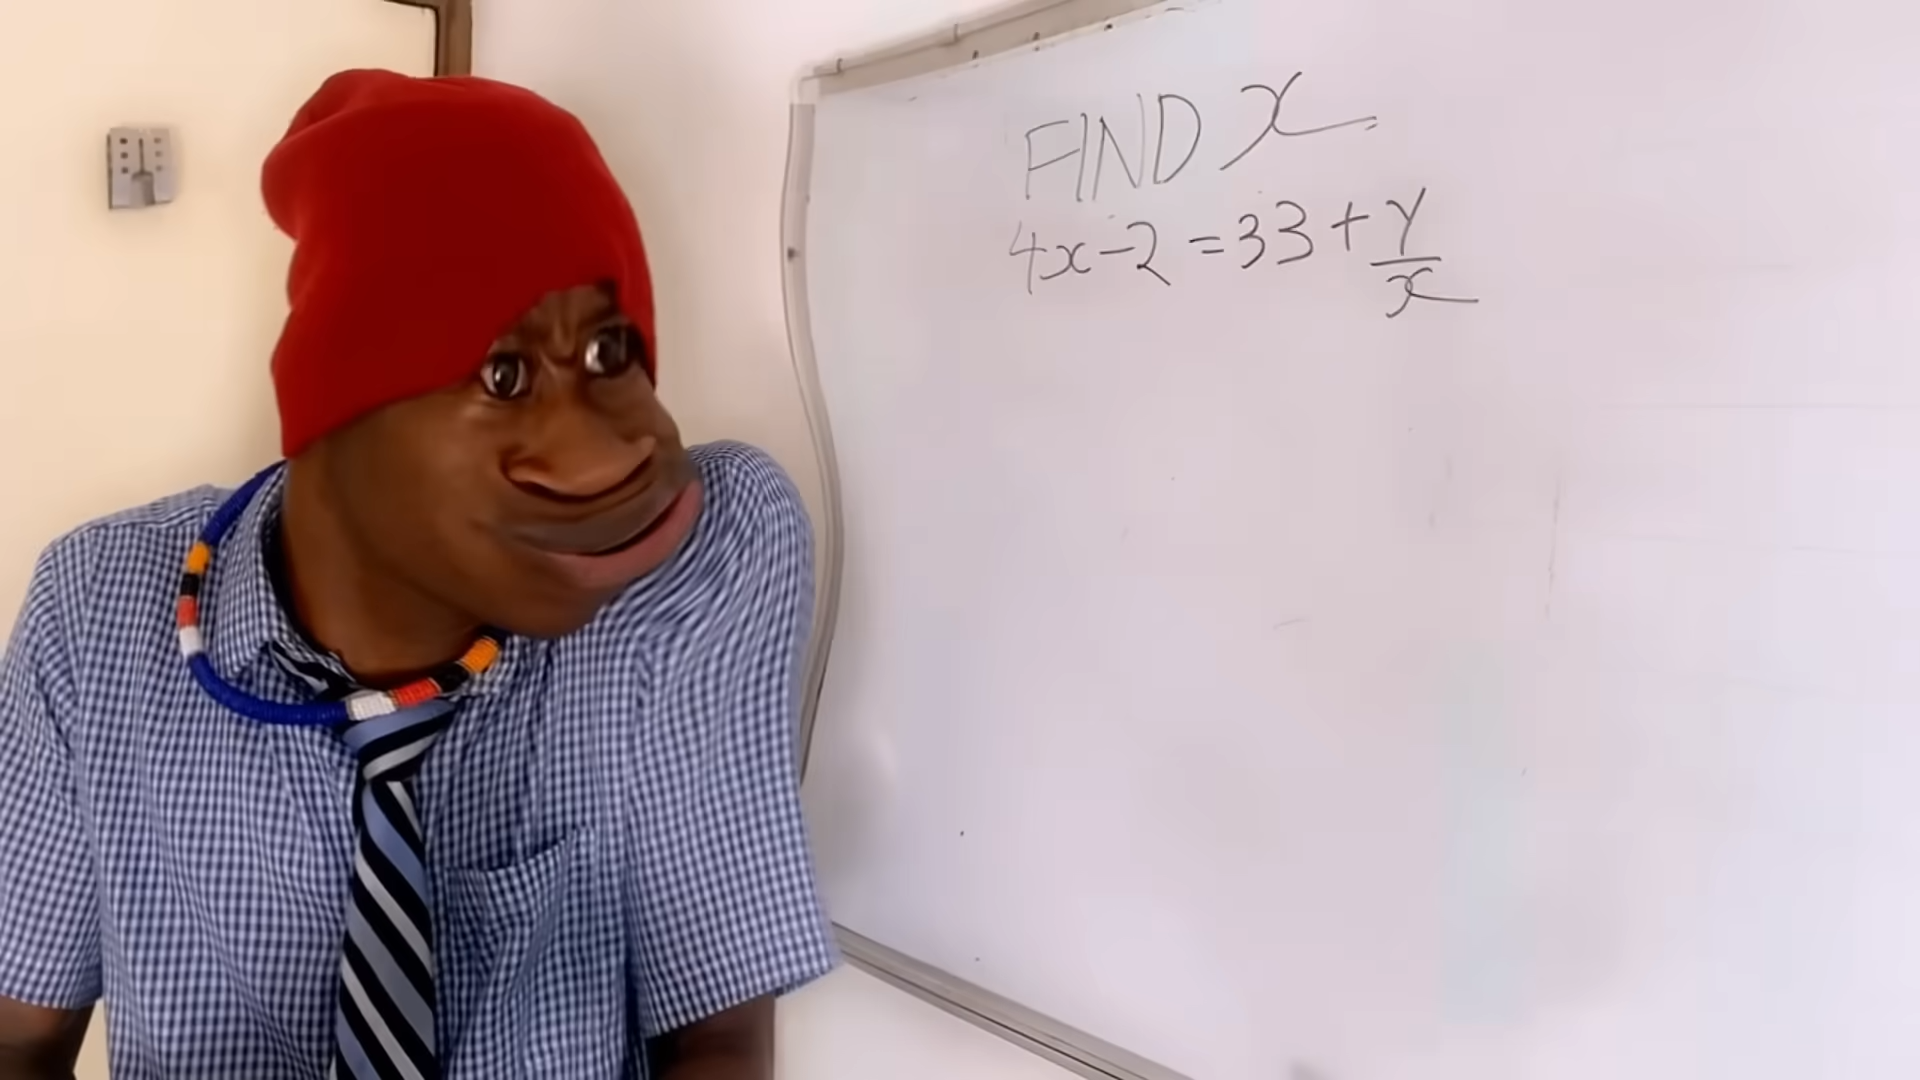 FIND x
4x-2 = 33 + y/x